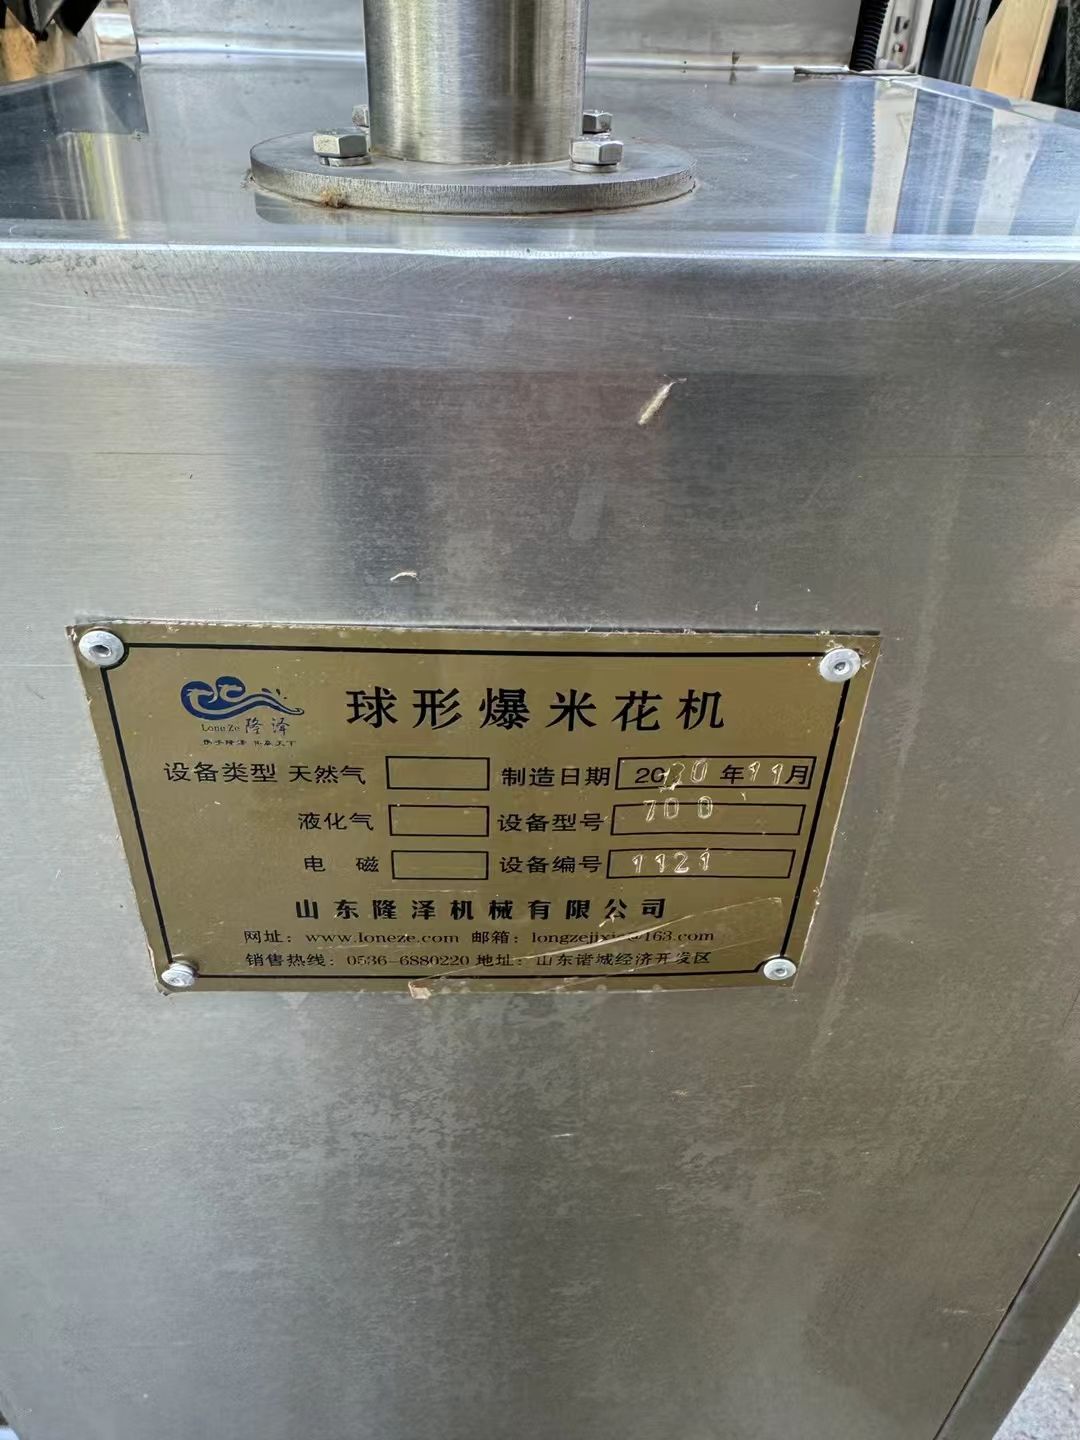 球形爆米花机
LoneZe 隆泽
设备类型 天然气 制造日期 2020年11月
液化气 设备型号 700
电 磁 设备编号 1121
山东隆泽机械有限公司
网址：www.loneze.com 邮箱：longzejixie@163.com
销售热线：0536-6880220 地址：山东诸城经济开发区